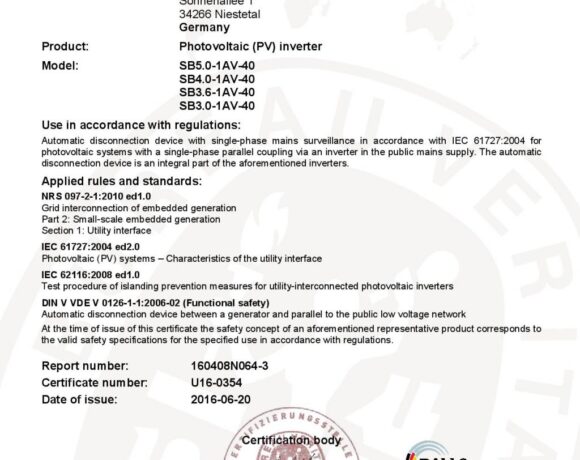 Sonnenallee 1
34266 Niestetal
Germany
Product: Photovoltaic (PV) inverter
Model: SB5.0-1AV-40
SB4.0-1AV-40
SB3.6-1AV-40
SB3.0-1AV-40
Use in accordance with regulations:
Automatic disconnection device with single-phase mains surveillance in accordance with IEC 61727:2004 for
photovoltaic systems with a single-phase parallel coupling via an inverter in the public mains supply. The automatic
disconnection device is an integral part of the aforementioned inverters.
Applied rules and standards:
NRS 097-2-1:2010 ed1.0
Grid interconnection of embedded generation
Part 2: Small-scale embedded generation
Section 1: Utility interface
IEC 61727:2004 ed2.0
Photovoltaic (PV) systems – Characteristics of the utility interface
IEC 62116:2008 ed1.0
Test procedure of islanding prevention measures for utility-interconnected photovoltaic inverters
DIN V VDE V 0126-1-1:2006-02 (Functional safety)
Automatic disconnection device between a generator and parallel to the public low voltage network
At the time of issue of this certificate the safety concept of an aforementioned representative product corresponds to
the valid safety specifications for the specified use in accordance with regulations.
Report number: 160408N064-3
Certificate number: U16-0354
Date of issue: 2016-06-20
Certification body